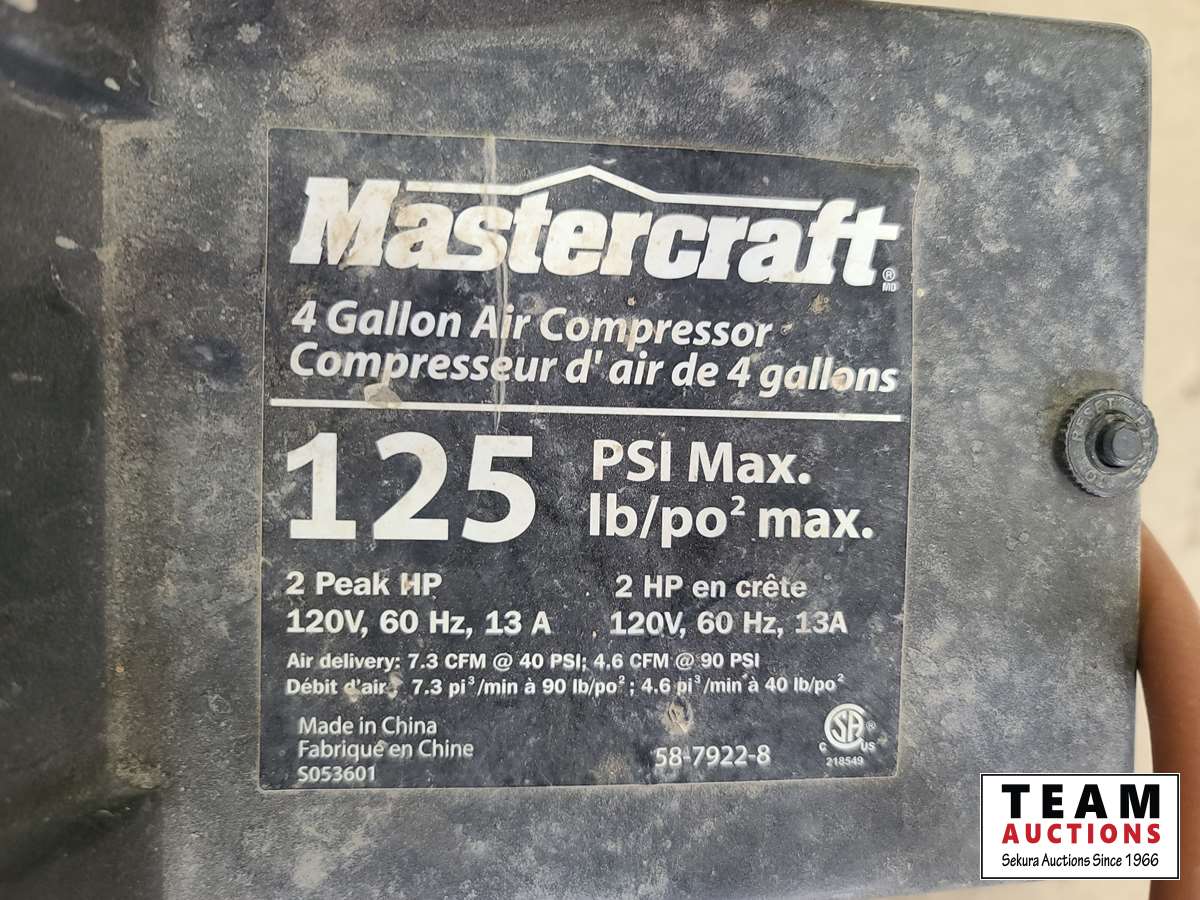 Mastercraft
®
MD
4 Gallon Air Compressor
Compresseur d'air de 4 gallons
125
PSI Max.
lb/po² max.
2 Peak HP
120V, 60 Hz, 13 A
2 HP en crête
120V, 60 Hz, 13A
Air delivery: 7.3 CFM @ 40 PSI; 4.6 CFM @ 90 PSI
Débit d'air : 7.3 pi³/min à 90 lb/po² ; 4.6 pi³/min à 40 lb/po²
Made in China
Fabriqué en Chine
S053601
58-7922-8
C SA US ®
218549
RESET
TEAM
AUCTIONS
Sekura Auctions Since 1966